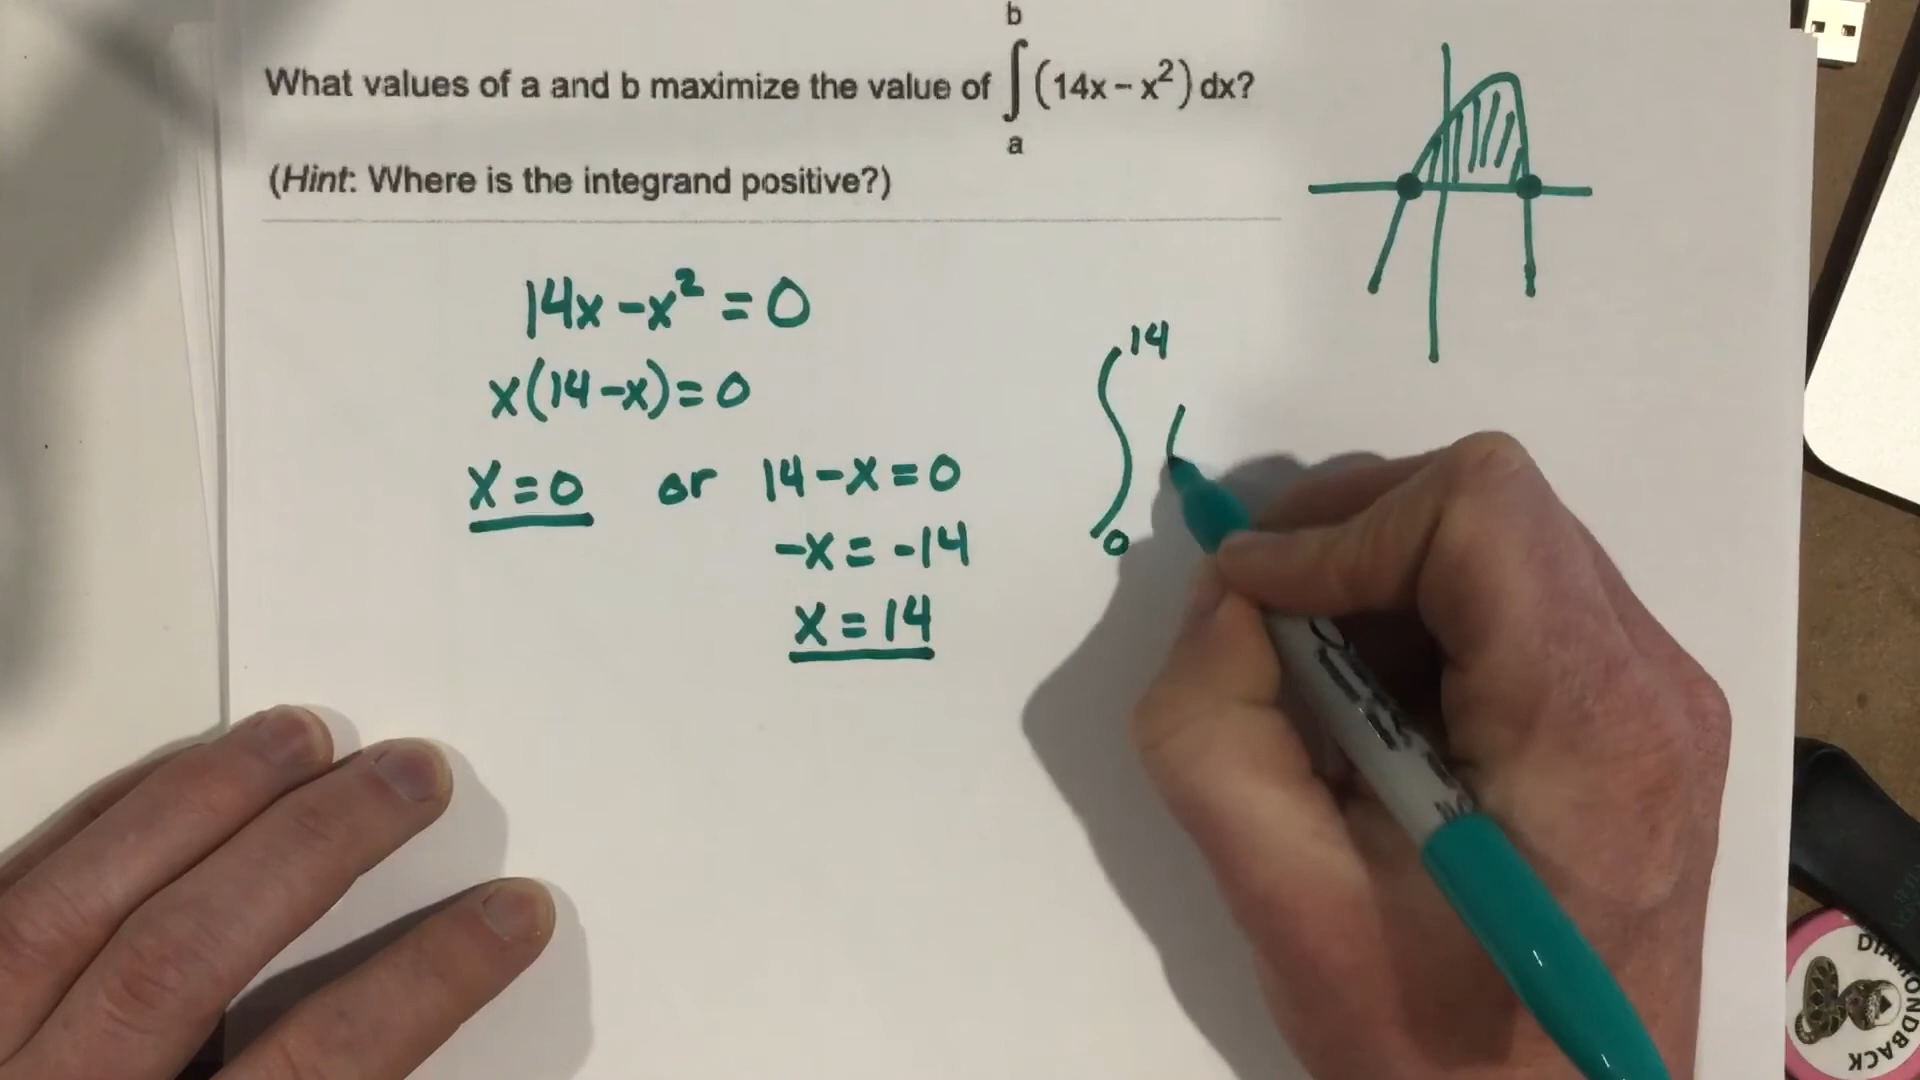 What values of a and b maximize the value of ∫ₐᵇ (14x − x²) dx?
(Hint: Where is the integrand positive?)
14x − x² = 0
x(14 − x) = 0
x = 0 or 14 − x = 0
−x = −14
x = 14
∫₀¹⁴ (
DIAMONDBACK